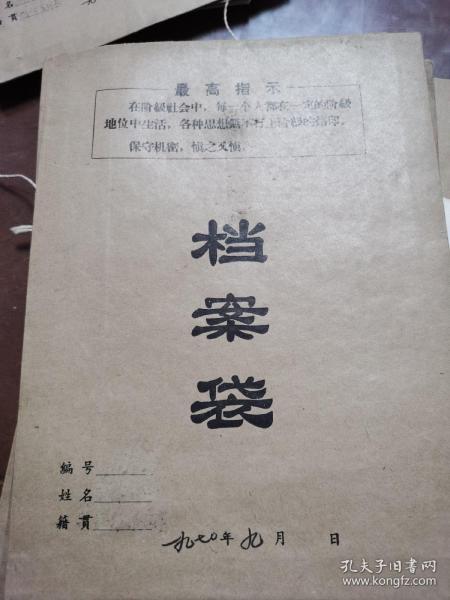 最高指示
在阶级社会中，每一个人都在一定的阶级
地位中生活，各种思想无不打上阶级的烙印。
保守机密，慎之又慎。
档
案
袋
编号
姓名
籍贯
一九七〇年九月 日
孔夫子旧书网
www.kongfz.com